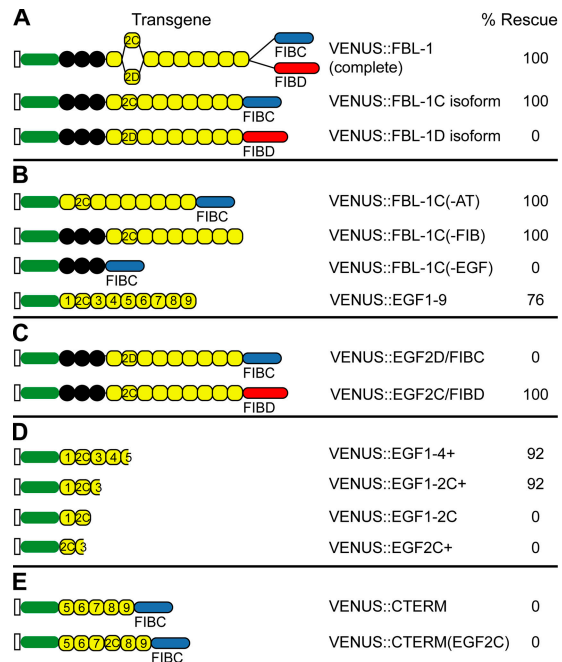 A Transgene % Rescue
2C FIBC VENUS::FBL-1 100
2D FIBD (complete)
2C FIBC VENUS::FBL-1C isoform 100
2D FIBD VENUS::FBL-1D isoform 0
B
1 2C FIBC VENUS::FBL-1C(-AT) 100
2C VENUS::FBL-1C(-FIB) 100
FIBC VENUS::FBL-1C(-EGF) 0
1 2C 3 4 5 6 7 8 9 VENUS::EGF1-9 76
C
2D FIBC VENUS::EGF2D/FIBC 0
2C FIBD VENUS::EGF2C/FIBD 100
D
1 2C 3 4 5 VENUS::EGF1-4+ 92
1 2C 3 VENUS::EGF1-2C+ 92
1 2C VENUS::EGF1-2C 0
2C 3 VENUS::EGF2C+ 0
E
5 6 7 8 9 FIBC VENUS::CTERM 0
5 6 7 2C 8 9 FIBC VENUS::CTERM(EGF2C) 0